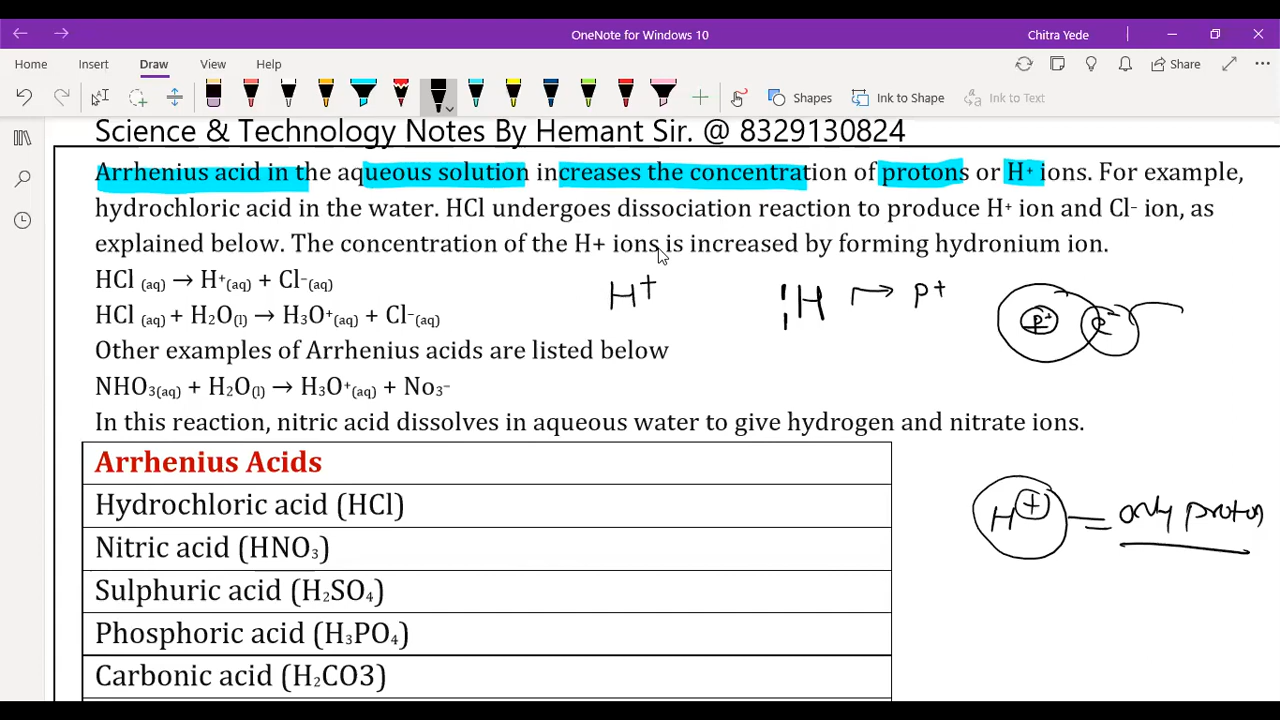 OneNote for Windows 10
Chitra Yede
Home Insert Draw View Help
Share
Shapes Ink to Shape Ink to Text
Science & Technology Notes By Hemant Sir. @ 8329130824
Arrhenius acid in the aqueous solution increases the concentration of protons or H⁺ ions. For example,
hydrochloric acid in the water. HCl undergoes dissociation reaction to produce H⁺ ion and Cl⁻ ion, as
explained below. The concentration of the H+ ions is increased by forming hydronium ion.
HCl (aq) → H⁺(aq) + Cl⁻(aq)
H⁺
¦H → P⁺
P⁺
e⁻
HCl (aq) + H₂O(l) → H₃O⁺(aq) + Cl⁻(aq)
Other examples of Arrhenius acids are listed below
NHO₃(aq) + H₂O(l) → H₃O⁺(aq) + No₃⁻
In this reaction, nitric acid dissolves in aqueous water to give hydrogen and nitrate ions.
Arrhenius Acids
Hydrochloric acid (HCl)
H⁺ = only proton
Nitric acid (HNO₃)
Sulphuric acid (H₂SO₄)
Phosphoric acid (H₃PO₄)
Carbonic acid (H₂CO3)